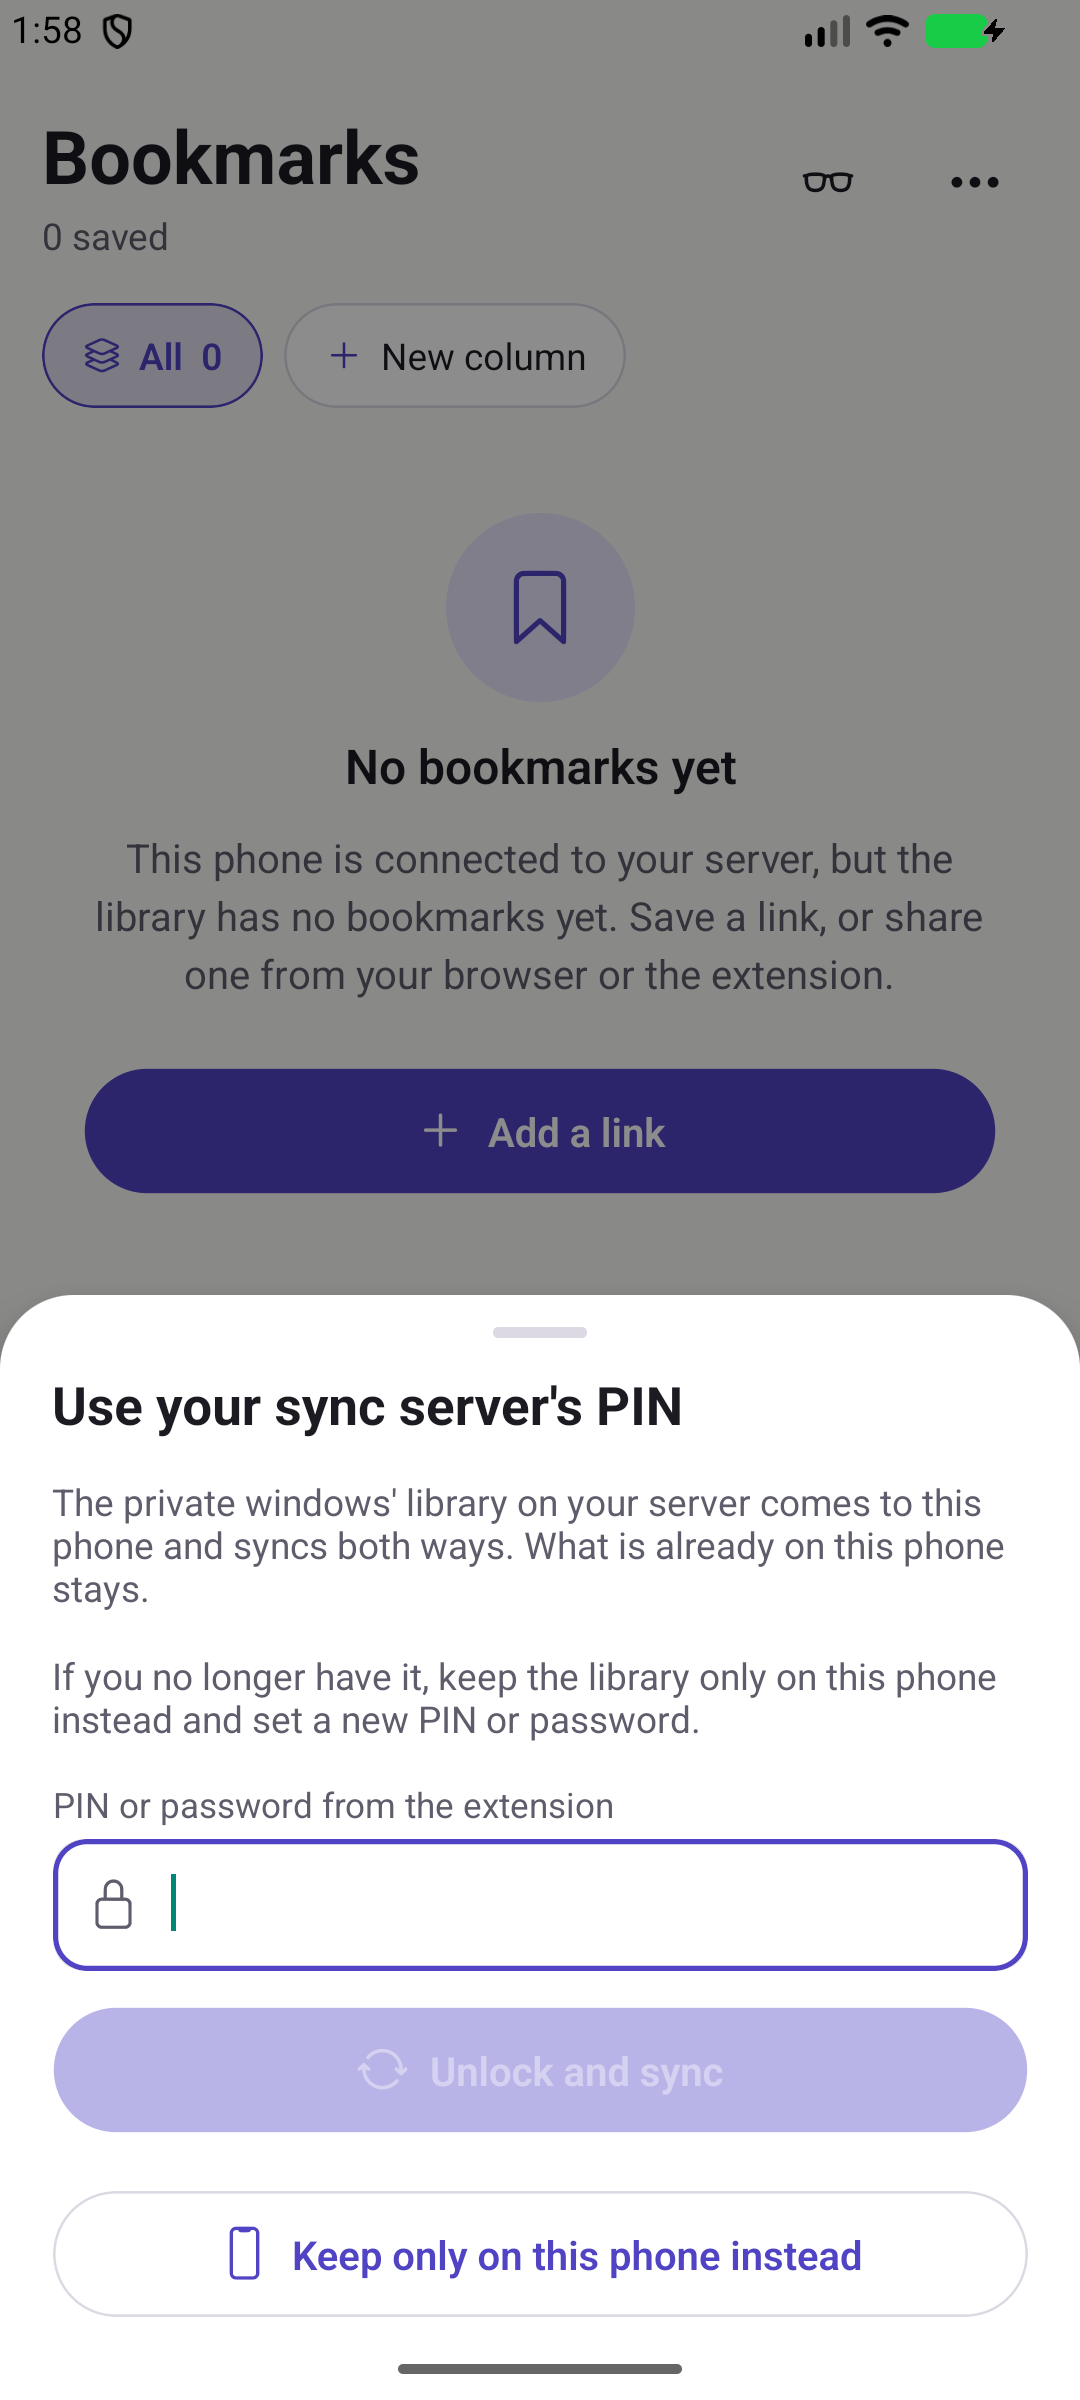 1:58
Bookmarks
0 saved
All 0
New column
No bookmarks yet
This phone is connected to your server, but the
library has no bookmarks yet. Save a link, or share
one from your browser or the extension.
Add a link
Use your sync server's PIN
The private windows' library on your server comes to this
phone and syncs both ways. What is already on this phone
stays.
If you no longer have it, keep the library only on this phone
instead and set a new PIN or password.
PIN or password from the extension
Unlock and sync
Keep only on this phone instead